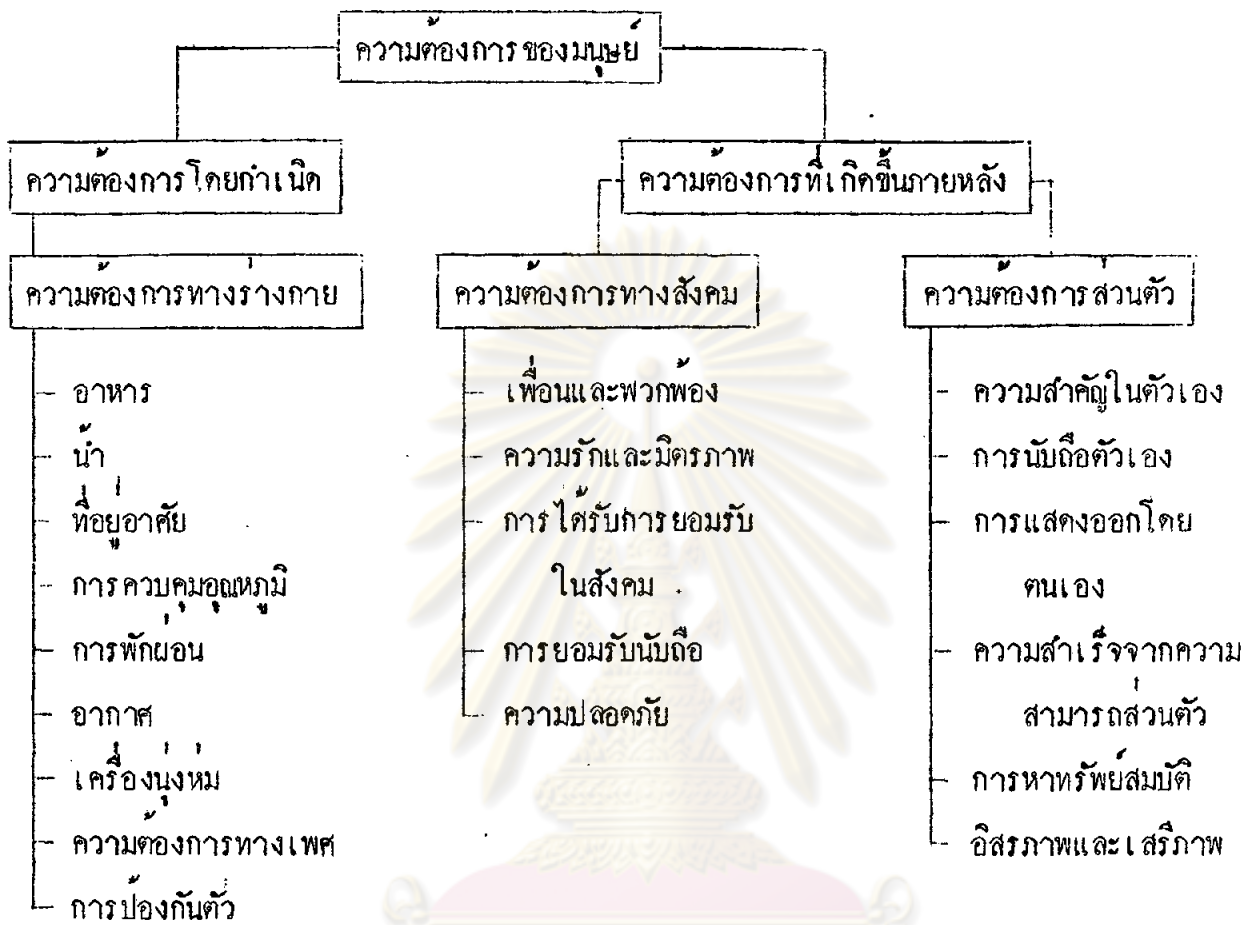 ความต้องการของมนุษย์
ความต้องการโดยกำเนิด
ความต้องการที่เกิดขึ้นภายหลัง
ความต้องการทางร่างกาย
ความต้องการทางสังคม
ความต้องการส่วนตัว
- อาหาร
- น้ำ
- ที่อยู่อาศัย
- การควบคุมอุณหภูมิ
- การพักผ่อน
- อากาศ
- เครื่องนุ่งห่ม
- ความต้องการทางเพศ
- การป้องกันตัว
- เพื่อนและพวกพ้อง
- ความรักและมิตรภาพ
- การได้รับการยอมรับ
ในสังคม
- การยอมรับนับถือ
- ความปลอดภัย
- ความสำคัญในตัวเอง
- การนับถือตัวเอง
- การแสดงออกโดย
ตนเอง
- ความสำเร็จจากความ
สามารถส่วนตัว
- การหาทรัพย์สมบัติ
- อิสรภาพและเสรีภาพ